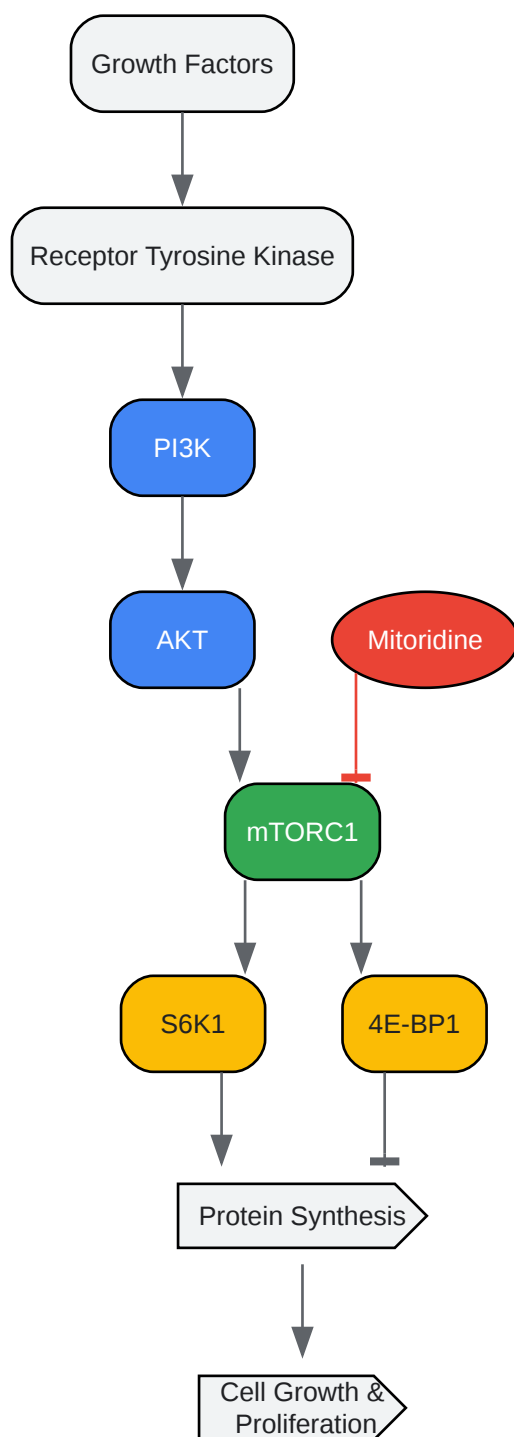 Growth Factors
Receptor Tyrosine Kinase
PI3K
AKT
Mitoridine
mTORC1
S6K1
4E-BP1
Protein Synthesis
Cell Growth &
Proliferation